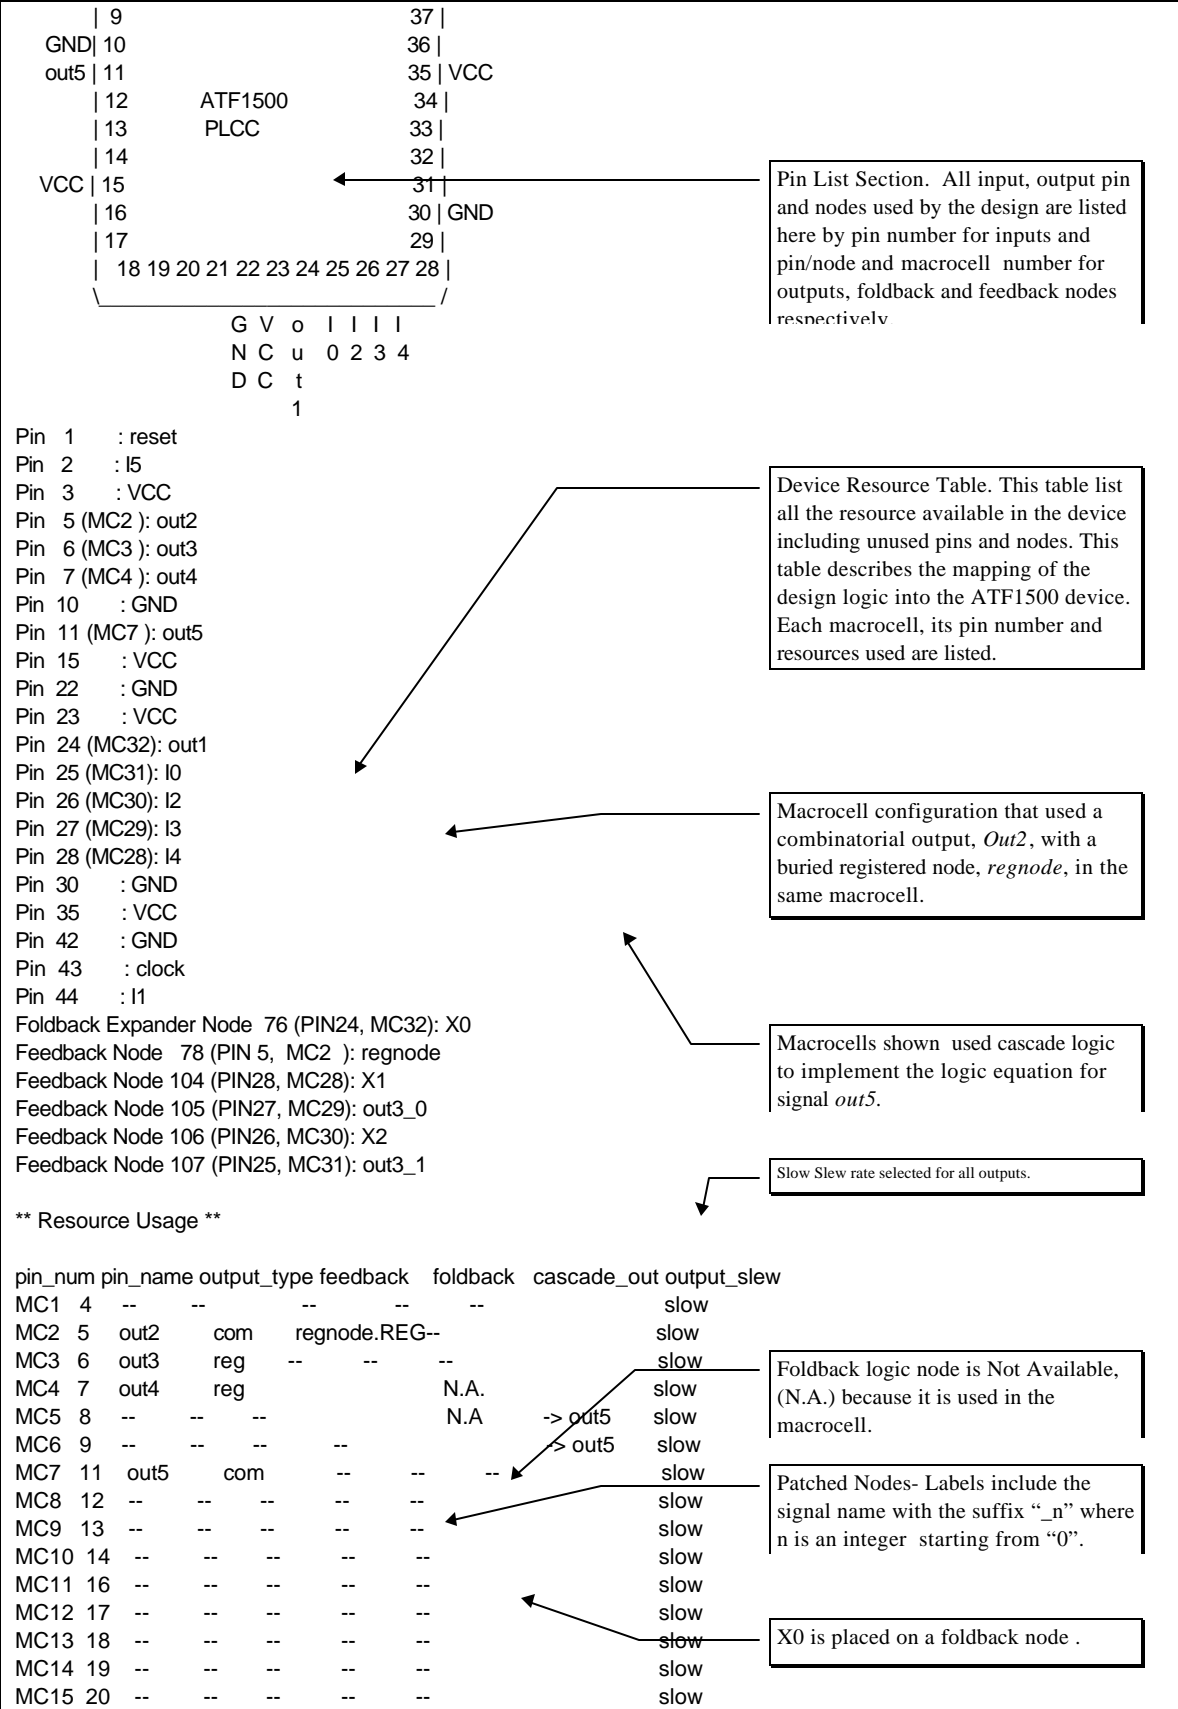 | 9 37 |
GND| 10 36 |
out5 | 11 35 | VCC
| 12 ATF1500 34 |
| 13 PLCC 33 |
| 14 32 |
VCC | 15 31 |
| 16 30 | GND
| 17 29 |
| 18 19 20 21 22 23 24 25 26 27 28 |
\______________________________ /
G V o I I I I
N C u 0 2 3 4
D C t
1
Pin List Section. All input, output pin
and nodes used by the design are listed
here by pin number for inputs and
pin/node and macrocell number for
outputs, foldback and feedback nodes
respectively.
Pin 1 : reset
Pin 2 : I5
Pin 3 : VCC
Pin 5 (MC2 ): out2
Pin 6 (MC3 ): out3
Pin 7 (MC4 ): out4
Pin 10 : GND
Pin 11 (MC7 ): out5
Pin 15 : VCC
Pin 22 : GND
Pin 23 : VCC
Pin 24 (MC32): out1
Pin 25 (MC31): I0
Pin 26 (MC30): I2
Pin 27 (MC29): I3
Pin 28 (MC28): I4
Pin 30 : GND
Pin 35 : VCC
Pin 42 : GND
Pin 43 : clock
Pin 44 : I1
Foldback Expander Node 76 (PIN24, MC32): X0
Feedback Node 78 (PIN 5, MC2 ): regnode
Feedback Node 104 (PIN28, MC28): X1
Feedback Node 105 (PIN27, MC29): out3_0
Feedback Node 106 (PIN26, MC30): X2
Feedback Node 107 (PIN25, MC31): out3_1
Device Resource Table. This table list
all the resource available in the device
including unused pins and nodes. This
table describes the mapping of the
design logic into the ATF1500 device.
Each macrocell, its pin number and
resources used are listed.
Macrocell configuration that used a
combinatorial output, Out2, with a
buried registered node, regnode, in the
same macrocell.
Macrocells shown used cascade logic
to implement the logic equation for
signal out5.
Slow Slew rate selected for all outputs.
** Resource Usage **
pin_num pin_name output_type feedback foldback cascade_out output_slew
MC1 4 -- -- -- -- -- slow
MC2 5 out2 com regnode.REG-- slow
MC3 6 out3 reg -- -- -- slow
MC4 7 out4 reg N.A. slow
MC5 8 -- -- -- N.A -> out5 slow
MC6 9 -- -- -- -- -> out5 slow
MC7 11 out5 com -- -- -- slow
MC8 12 -- -- -- -- -- slow
MC9 13 -- -- -- -- -- slow
MC10 14 -- -- -- -- -- slow
MC11 16 -- -- -- -- -- slow
MC12 17 -- -- -- -- -- slow
MC13 18 -- -- -- -- -- slow
MC14 19 -- -- -- -- -- slow
MC15 20 -- -- -- -- -- slow
Foldback logic node is Not Available,
(N.A.) because it is used in the
macrocell.
Patched Nodes- Labels include the
signal name with the suffix “_n” where
n is an integer starting from “0”.
X0 is placed on a foldback node .